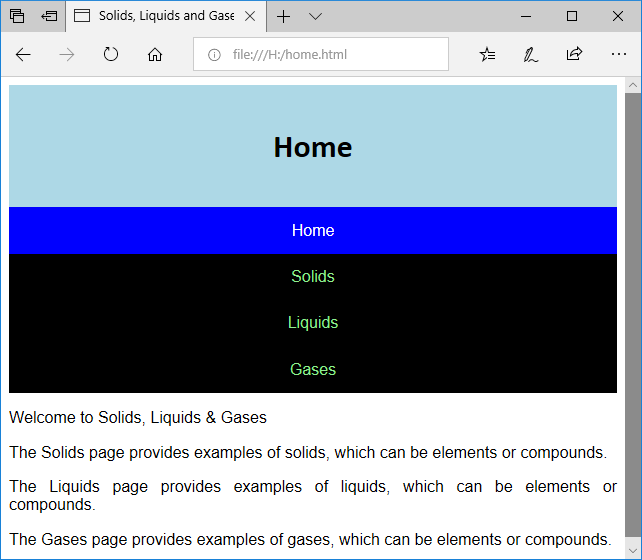 Solids, Liquids and Gase
file:///H:/home.html
Home
Home
Solids
Liquids
Gases
Welcome to Solids, Liquids & Gases
The Solids page provides examples of solids, which can be elements or compounds.
The Liquids page provides examples of liquids, which can be elements or
compounds.
The Gases page provides examples of gases, which can be elements or compounds.